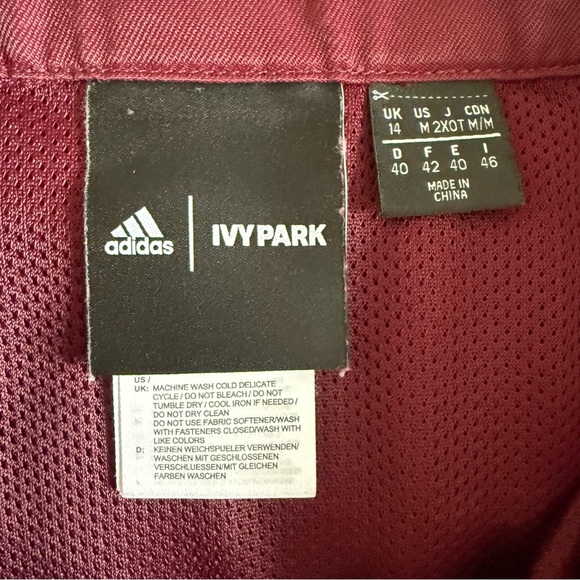 adidas | IVY PARK
UK US J CDN
14 M 2XOT M/M
D F E I
40 42 40 46
MADE IN
CHINA
US /
UK: MACHINE WASH COLD DELICATE
CYCLE / DO NOT BLEACH / DO NOT
TUMBLE DRY / COOL IRON IF NEEDED /
DO NOT DRY CLEAN
DO NOT USE FABRIC SOFTENER/WASH
WITH FASTENERS CLOSED/WASH WITH
LIKE COLORS
D: KEINEN WEICHSPUELER VERWENDEN/
WASCHEN MIT GESCHLOSSENEN
VERSCHLUESSEN/MIT GLEICHEN
FARBEN WASCHEN